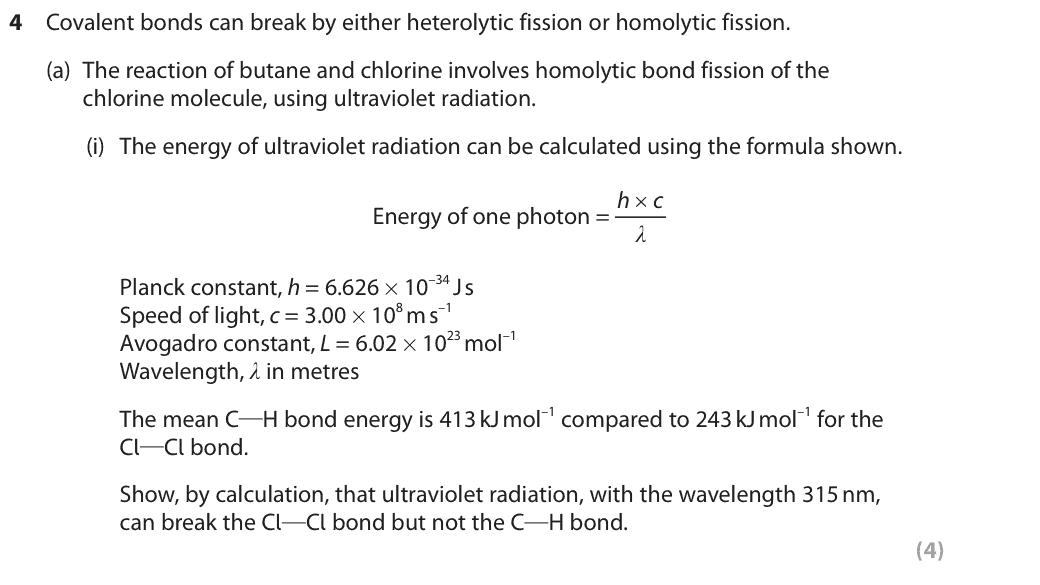 4 Covalent bonds can break by either heterolytic fission or homolytic fission.
(a) The reaction of butane and chlorine involves homolytic bond fission of the
chlorine molecule, using ultraviolet radiation.
(i) The energy of ultraviolet radiation can be calculated using the formula shown.
Energy of one photon = h × c / λ
Planck constant, h = 6.626 × 10⁻³⁴ J s
Speed of light, c = 3.00 × 10⁸ m s⁻¹
Avogadro constant, L = 6.02 × 10²³ mol⁻¹
Wavelength, λ in metres
The mean C—H bond energy is 413 kJ mol⁻¹ compared to 243 kJ mol⁻¹ for the
Cl—Cl bond.
Show, by calculation, that ultraviolet radiation, with the wavelength 315 nm,
can break the Cl—Cl bond but not the C—H bond.
(4)